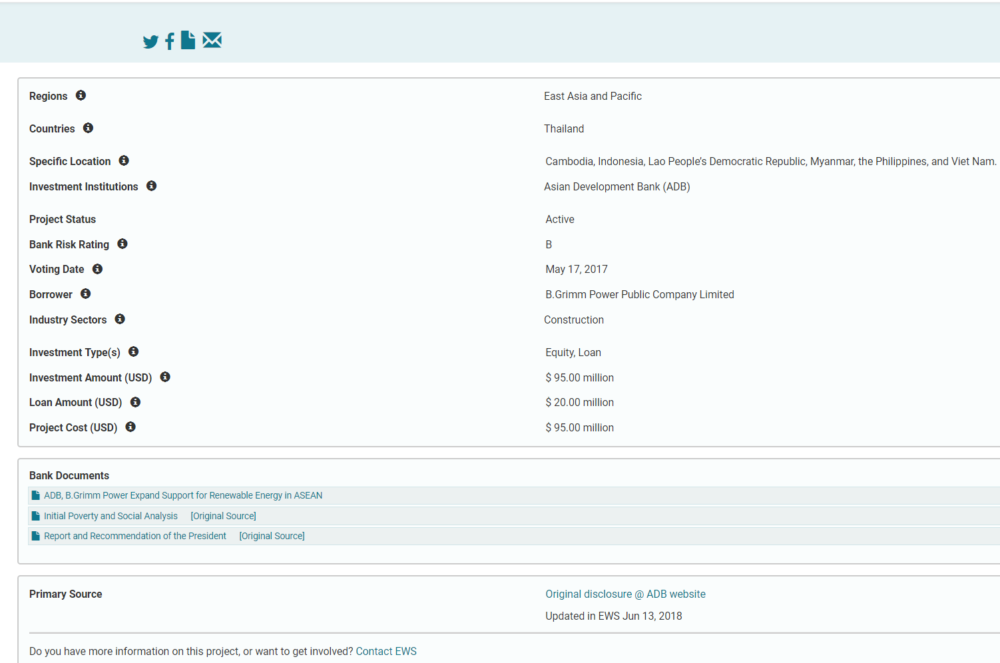 Regions East Asia and Pacific
Countries Thailand
Specific Location Cambodia, Indonesia, Lao People’s Democratic Republic, Myanmar, the Philippines, and Viet Nam.
Investment Institutions Asian Development Bank (ADB)
Project Status Active
Bank Risk Rating B
Voting Date May 17, 2017
Borrower B.Grimm Power Public Company Limited
Industry Sectors Construction
Investment Type(s) Equity, Loan
Investment Amount (USD) $ 95.00 million
Loan Amount (USD) $ 20.00 million
Project Cost (USD) $ 95.00 million
Bank Documents
ADB, B.Grimm Power Expand Support for Renewable Energy in ASEAN
Initial Poverty and Social Analysis [Original Source]
Report and Recommendation of the President [Original Source]
Primary Source Original disclosure @ ADB website
Updated in EWS Jun 13, 2018
Do you have more information on this project, or want to get involved? Contact EWS